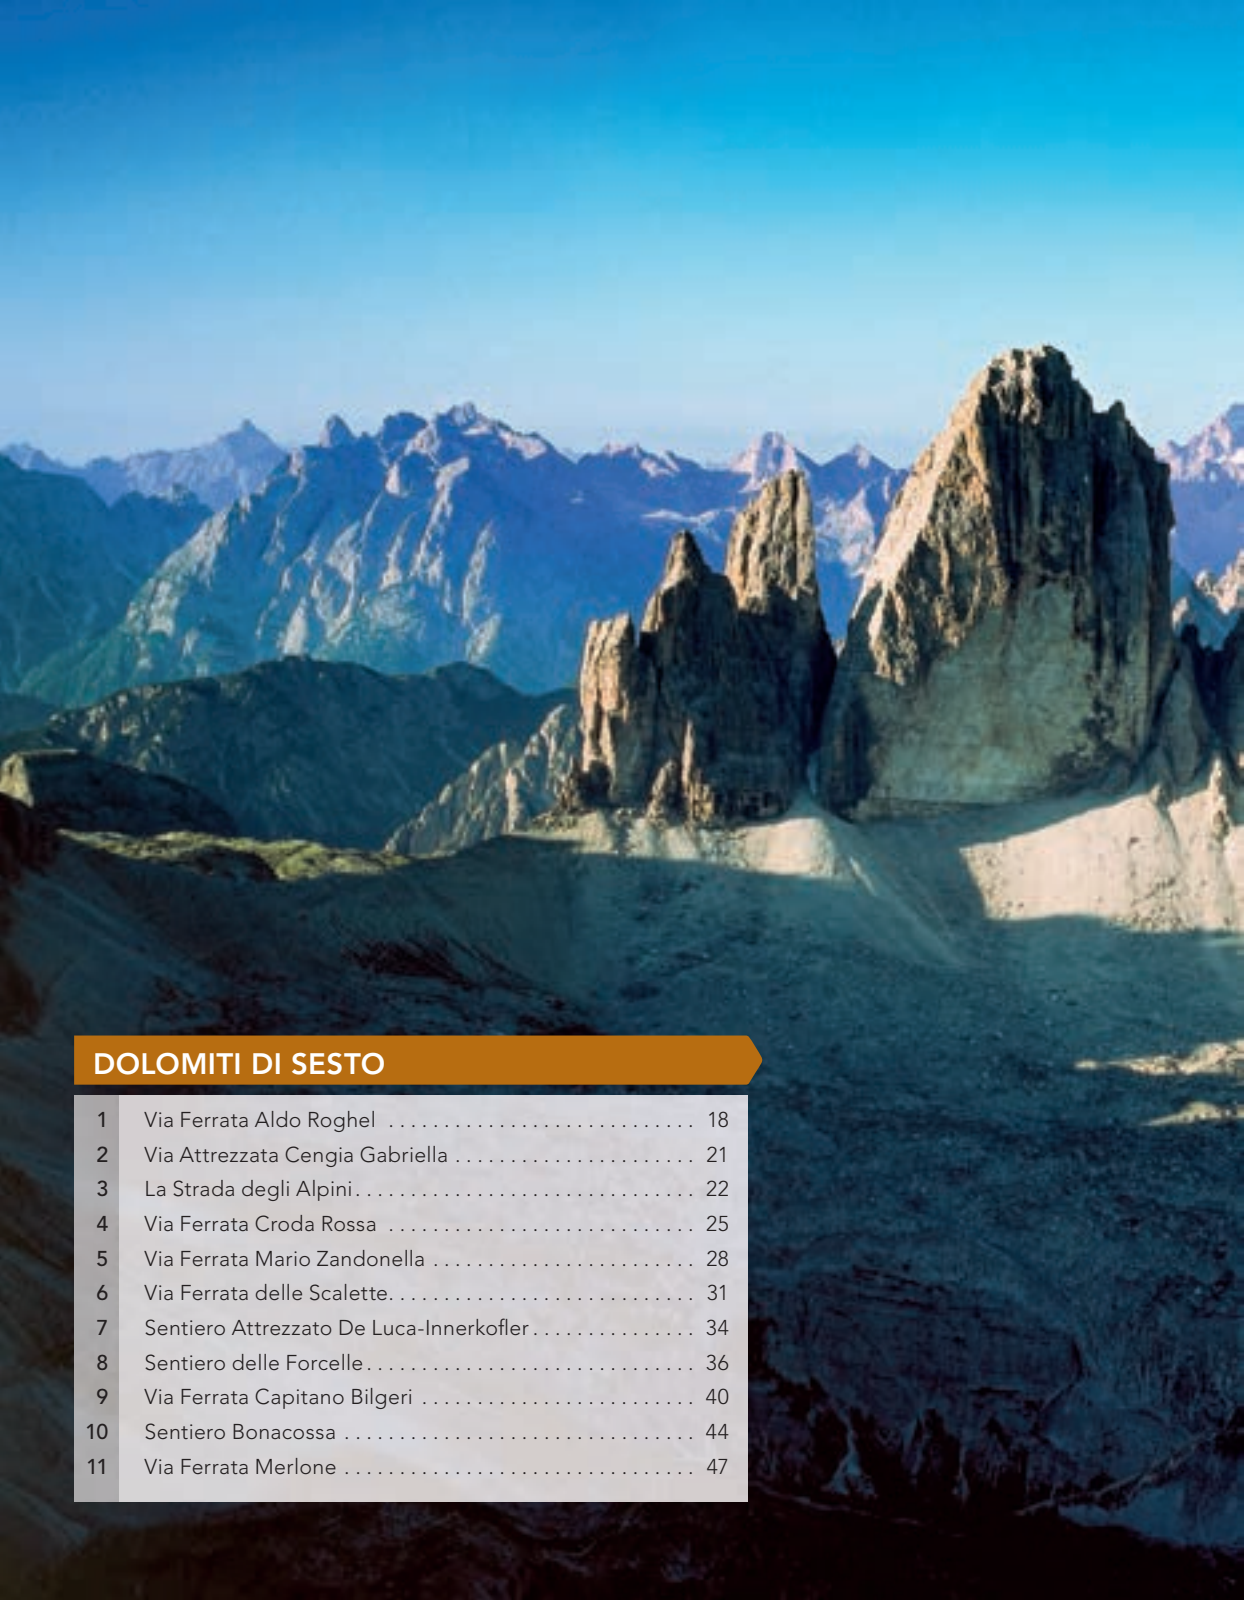 DOLOMITI DI SESTO
1 Via Ferrata Aldo Roghel ............................ 18
2 Via Attrezzata Cengia Gabriella ...................... 21
3 La Strada degli Alpini............................... 22
4 Via Ferrata Croda Rossa ............................ 25
5 Via Ferrata Mario Zandonella ........................ 28
6 Via Ferrata delle Scalette............................ 31
7 Sentiero Attrezzato De Luca-Innerkofler............... 34
8 Sentiero delle Forcelle.............................. 36
9 Via Ferrata Capitano Bilgeri ......................... 40
10 Sentiero Bonacossa ................................ 44
11 Via Ferrata Merlone ................................ 47